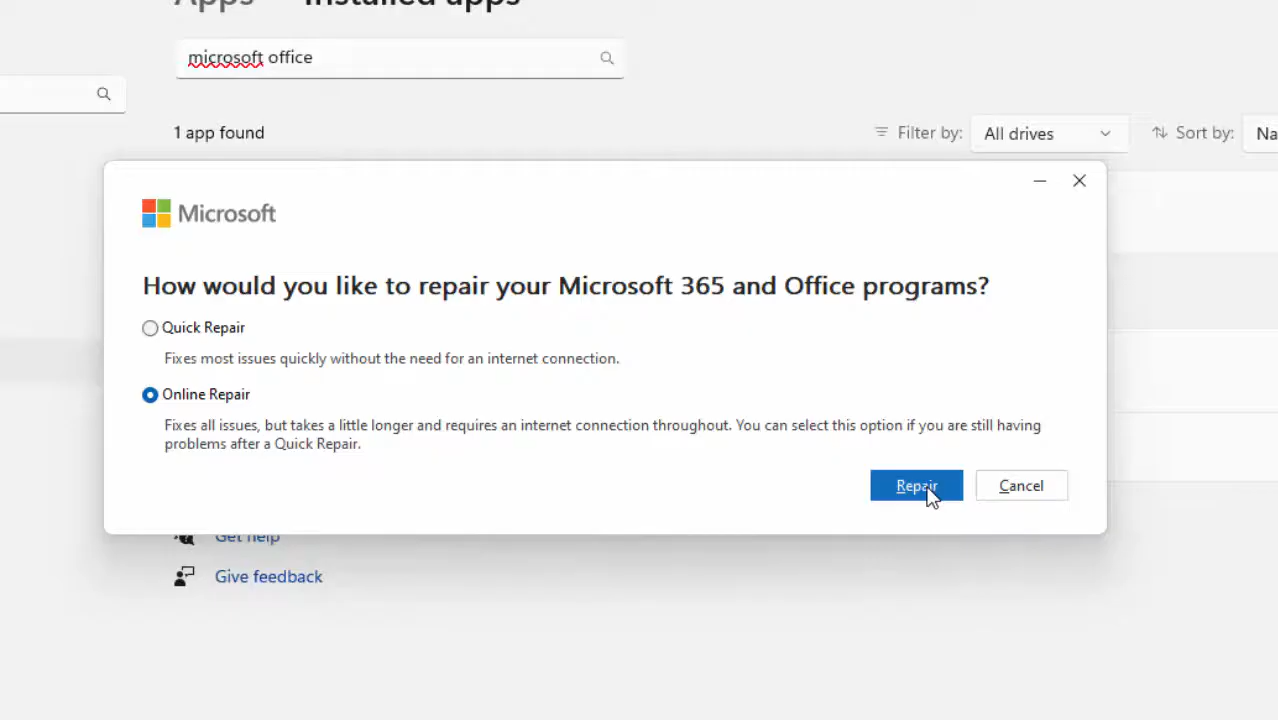 Apps Installed apps
microsoft office
1 app found
Filter by: All drives Sort by: Na
Microsoft
How would you like to repair your Microsoft 365 and Office programs?
Quick Repair
Fixes most issues quickly without the need for an internet connection.
Online Repair
Fixes all issues, but takes a little longer and requires an internet connection throughout. You can select this option if you are still having
problems after a Quick Repair.
Repair Cancel
Get help
Give feedback